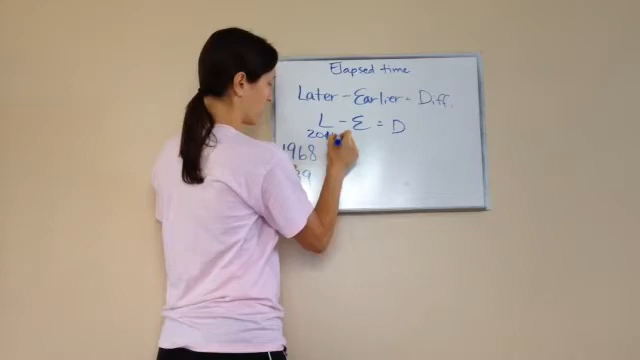 Elapsed time
Later - Earlier = Diff.
L - E = D
1968